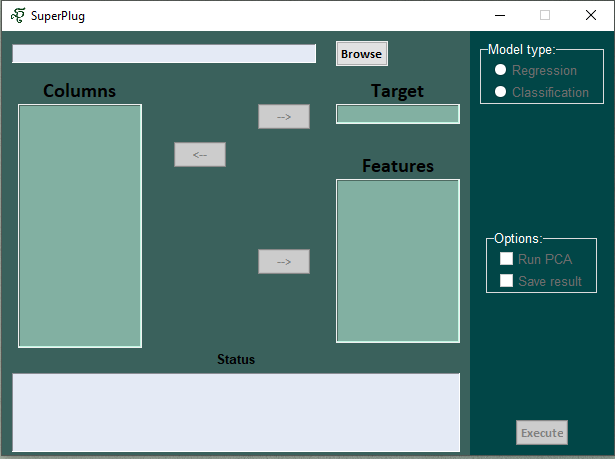 SuperPlug
Browse
Columns
-->
<--
-->
Target
Features
Status
Model type:
Regression
Classification
Options:
Run PCA
Save result
Execute